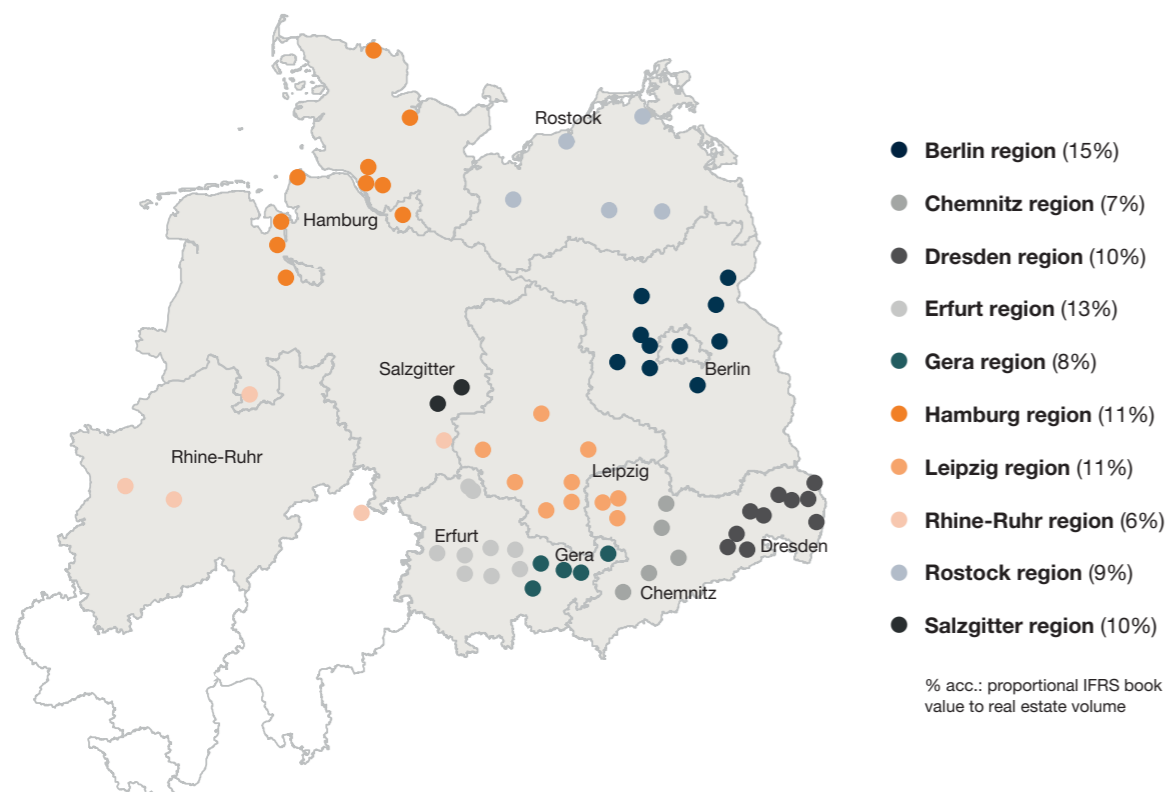 Rostock
Hamburg
Salzgitter
Berlin
Rhine-Ruhr
Leipzig
Erfurt
Gera
Dresden
Chemnitz
Berlin region (15%)
Chemnitz region (7%)
Dresden region (10%)
Erfurt region (13%)
Gera region (8%)
Hamburg region (11%)
Leipzig region (11%)
Rhine-Ruhr region (6%)
Rostock region (9%)
Salzgitter region (10%)
% acc.: proportional IFRS book
value to real estate volume